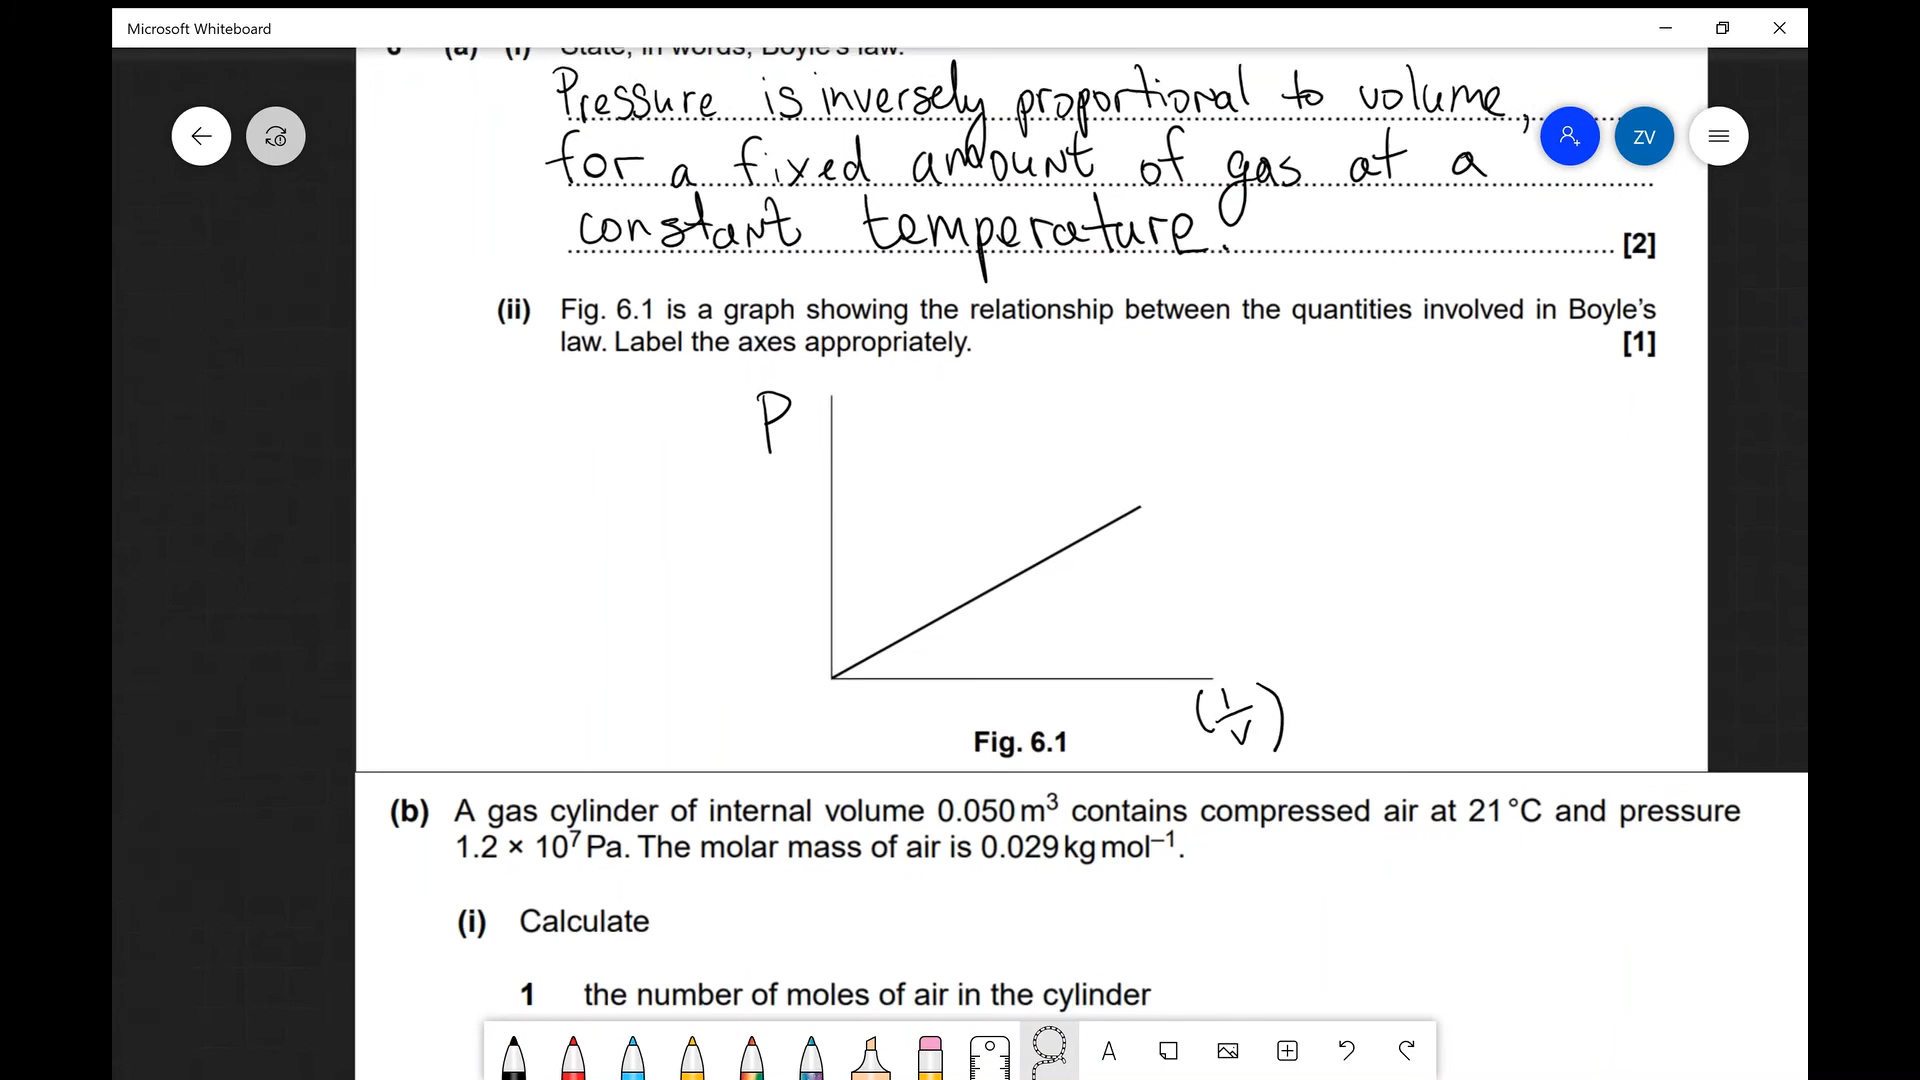 Microsoft Whiteboard
6 (a) (i) State, in words, Boyle's law.
Pressure is inversely proportional to volume,
for a fixed amount of gas at a
constant temperature.
[2]
ZV
(ii) Fig. 6.1 is a graph showing the relationship between the quantities involved in Boyle's
law. Label the axes appropriately. [1]
P
(1/V)
Fig. 6.1
(b) A gas cylinder of internal volume 0.050 m³ contains compressed air at 21 °C and pressure
1.2 × 10⁷ Pa. The molar mass of air is 0.029 kg mol⁻¹.
(i) Calculate
1 the number of moles of air in the cylinder
A